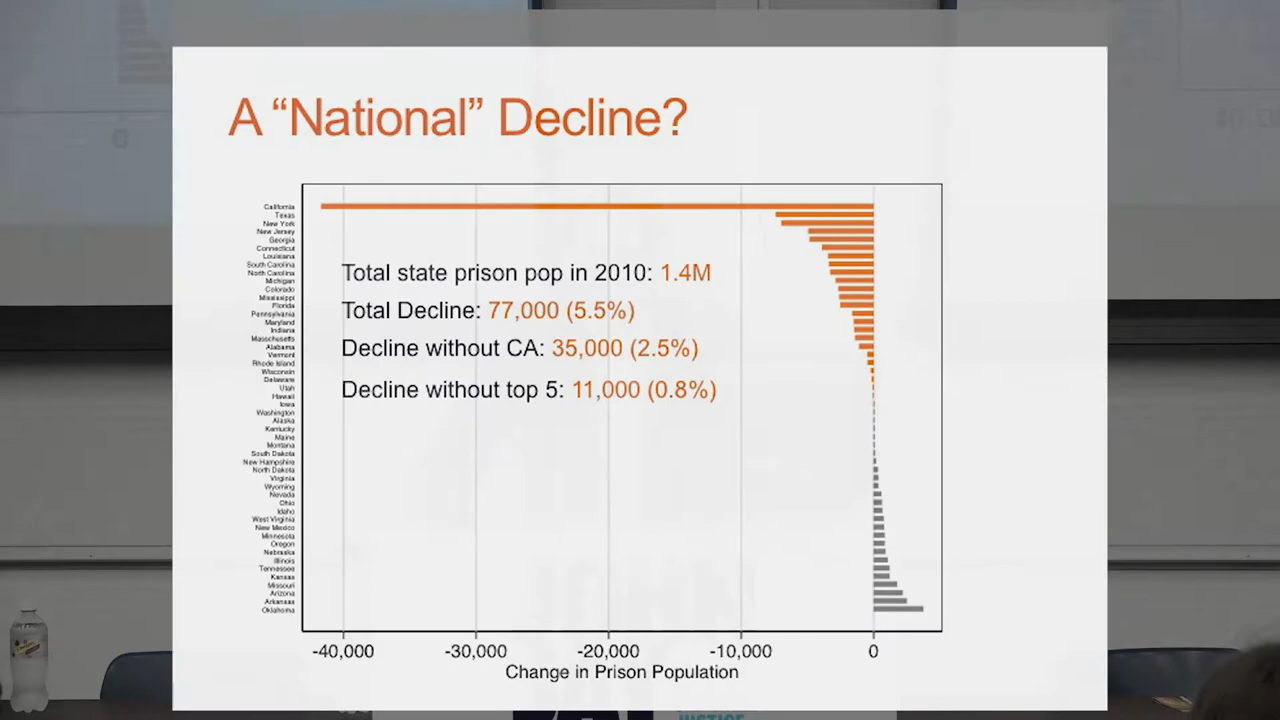 A “National” Decline?
California
Texas
New York
New Jersey
Georgia
Connecticut
Louisiana
South Carolina
North Carolina
Michigan
Colorado
Mississippi
Florida
Pennsylvania
Maryland
Indiana
Massachusetts
Alabama
Vermont
Rhode Island
Wisconsin
Delaware
Utah
Hawaii
Iowa
Washington
Alaska
Kentucky
Maine
Montana
South Dakota
New Hampshire
North Dakota
Virginia
Wyoming
Nevada
Ohio
Idaho
West Virginia
New Mexico
Minnesota
Oregon
Nebraska
Illinois
Tennessee
Kansas
Missouri
Arizona
Arkansas
Oklahoma
Total state prison pop in 2010: 1.4M
Total Decline: 77,000 (5.5%)
Decline without CA: 35,000 (2.5%)
Decline without top 5: 11,000 (0.8%)
-40,000 -30,000 -20,000 -10,000 0
Change in Prison Population
JUSTICE